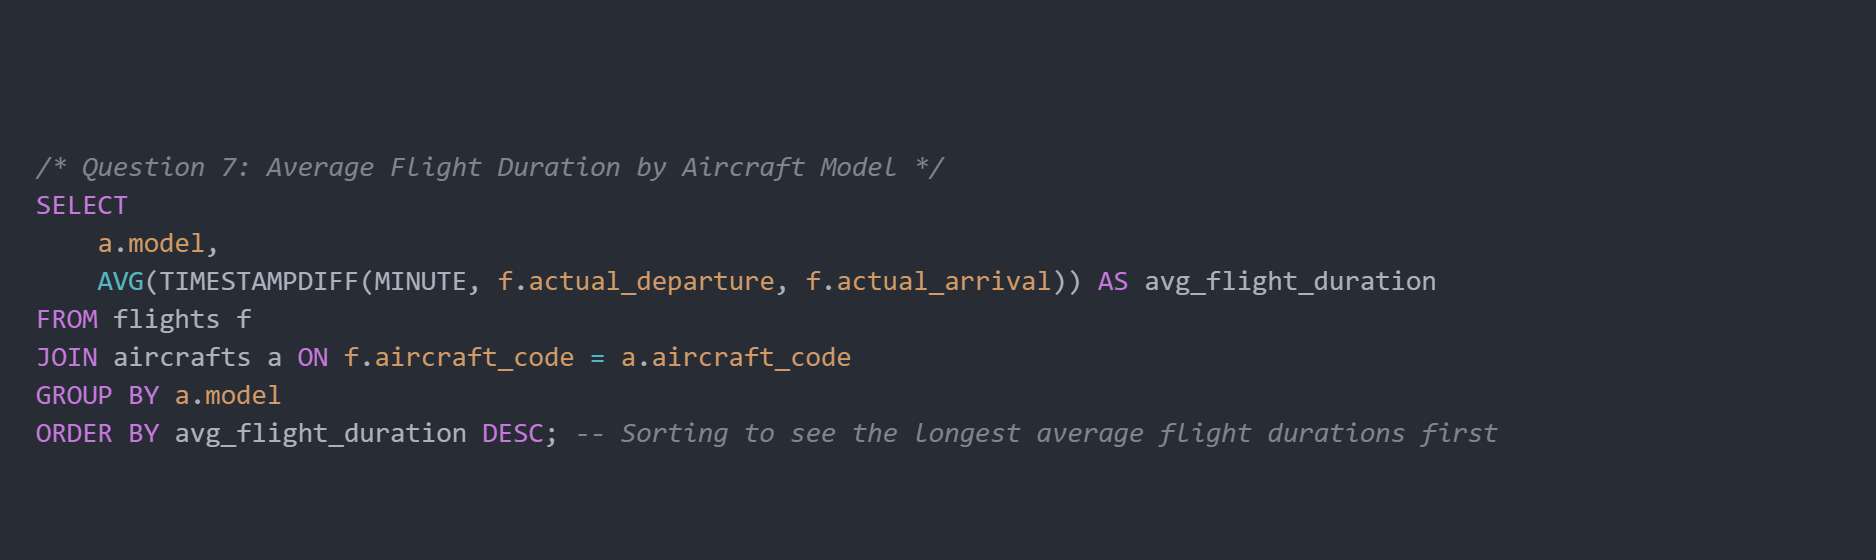 /* Question 7: Average Flight Duration by Aircraft Model */
SELECT
    a.model,
    AVG(TIMESTAMPDIFF(MINUTE, f.actual_departure, f.actual_arrival)) AS avg_flight_duration
FROM flights f
JOIN aircrafts a ON f.aircraft_code = a.aircraft_code
GROUP BY a.model
ORDER BY avg_flight_duration DESC; -- Sorting to see the longest average flight durations first